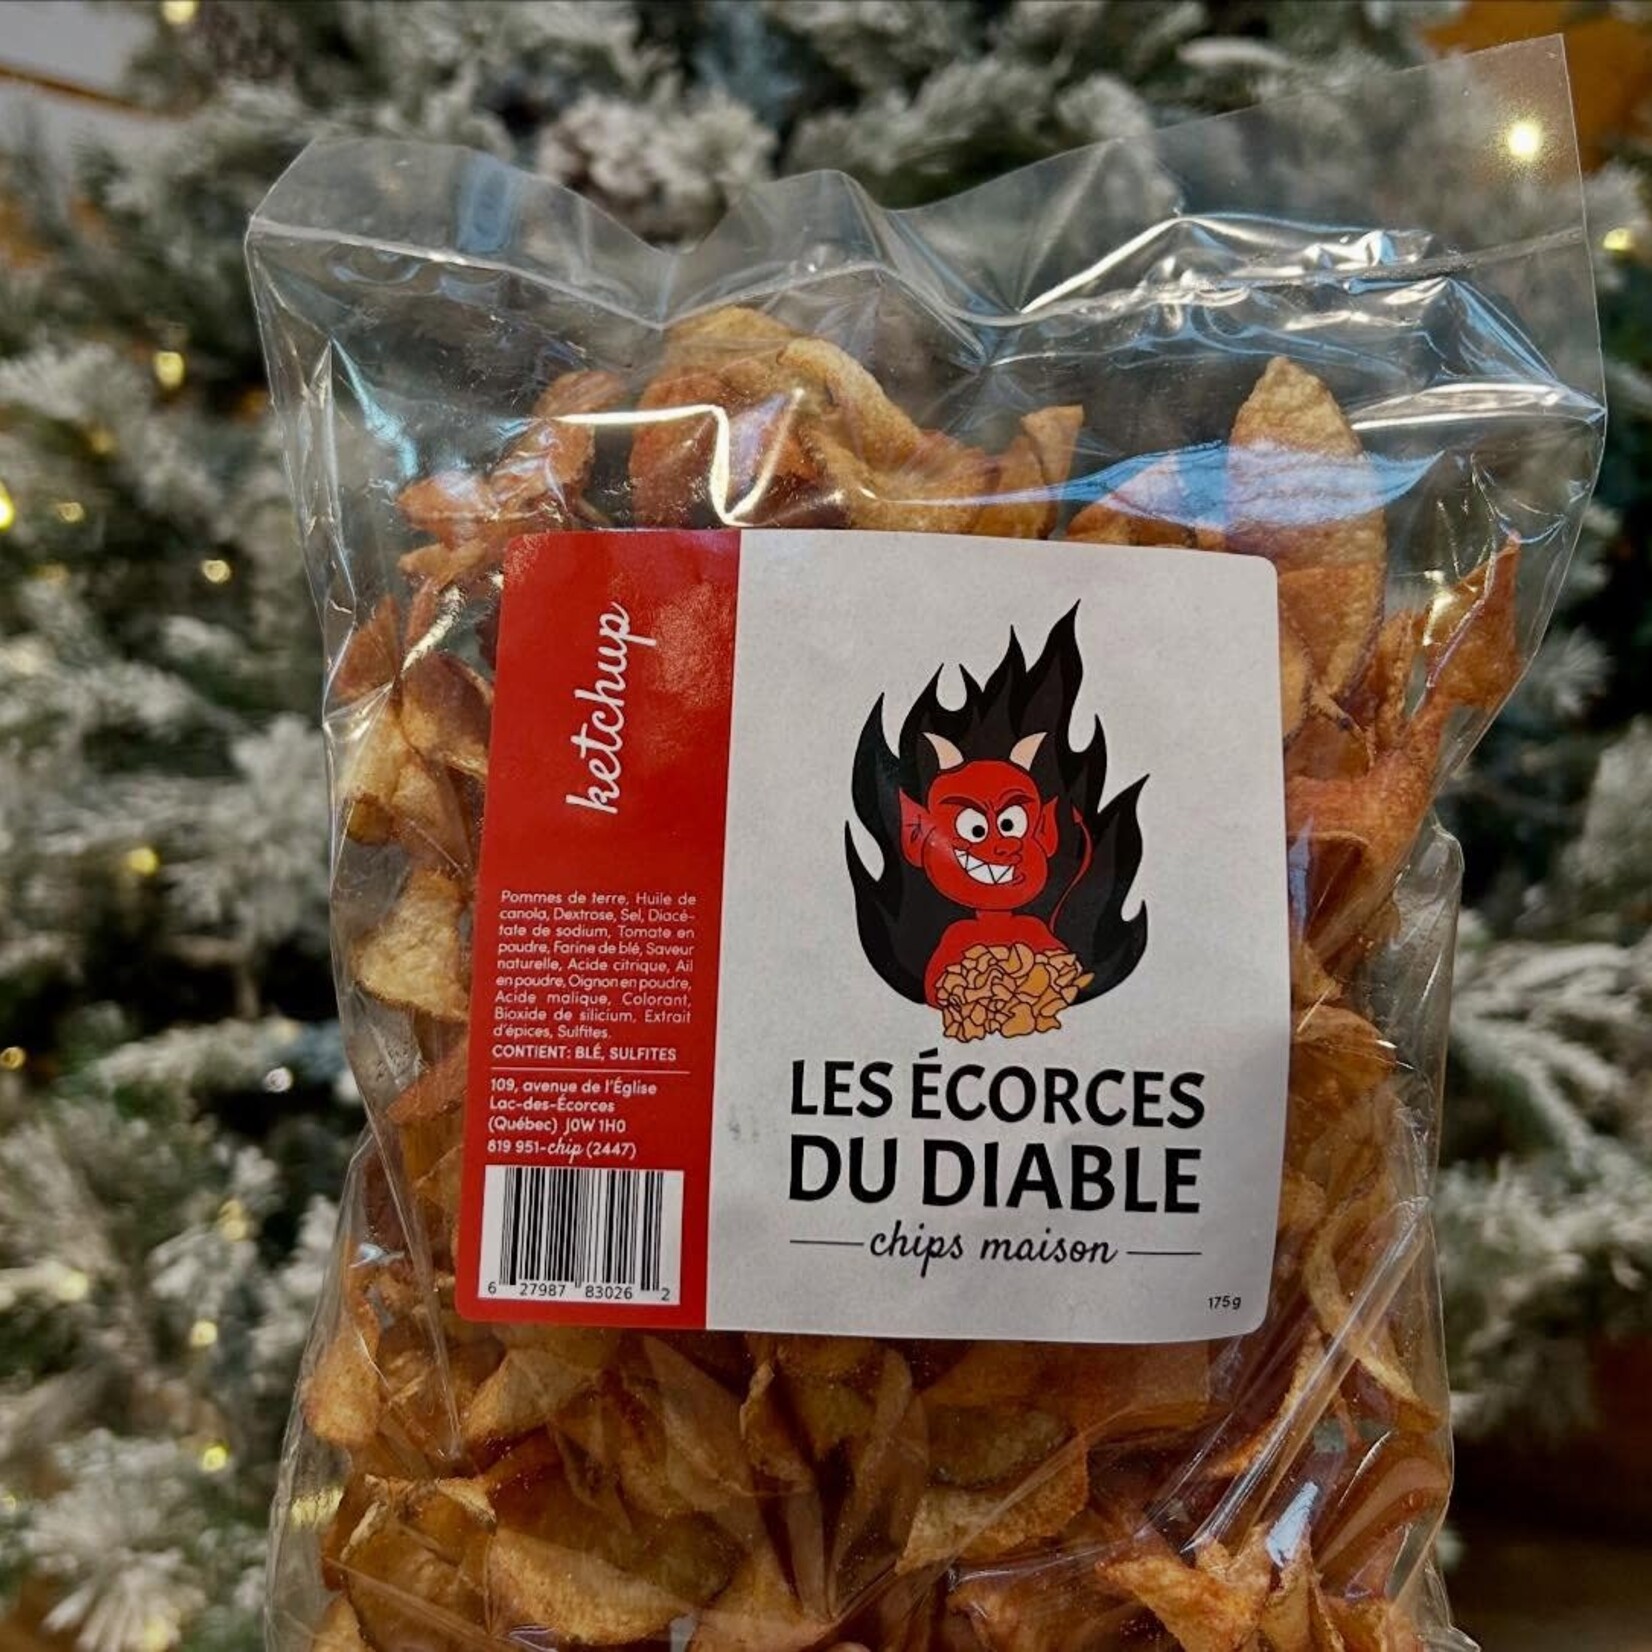 ketchup
Pommes de terre, Huile de
canola, Dextrose, Sel, Diacé-
tate de sodium, Tomate en
poudre, Farine de blé, Saveur
naturelle, Acide citrique, Ail
en poudre, Oignon en poudre,
Acide malique, Colorant,
Bioxide de silicium, Extrait
d'épices, Sulfites.
CONTIENT: BLÉ, SULFITES
109, avenue de l'Église
Lac-des-Écorces
(Québec) J0W 1H0
819 951-chip (2447)
6 27987 83026 2
LES ÉCORCES
DU DIABLE
chips maison
175g